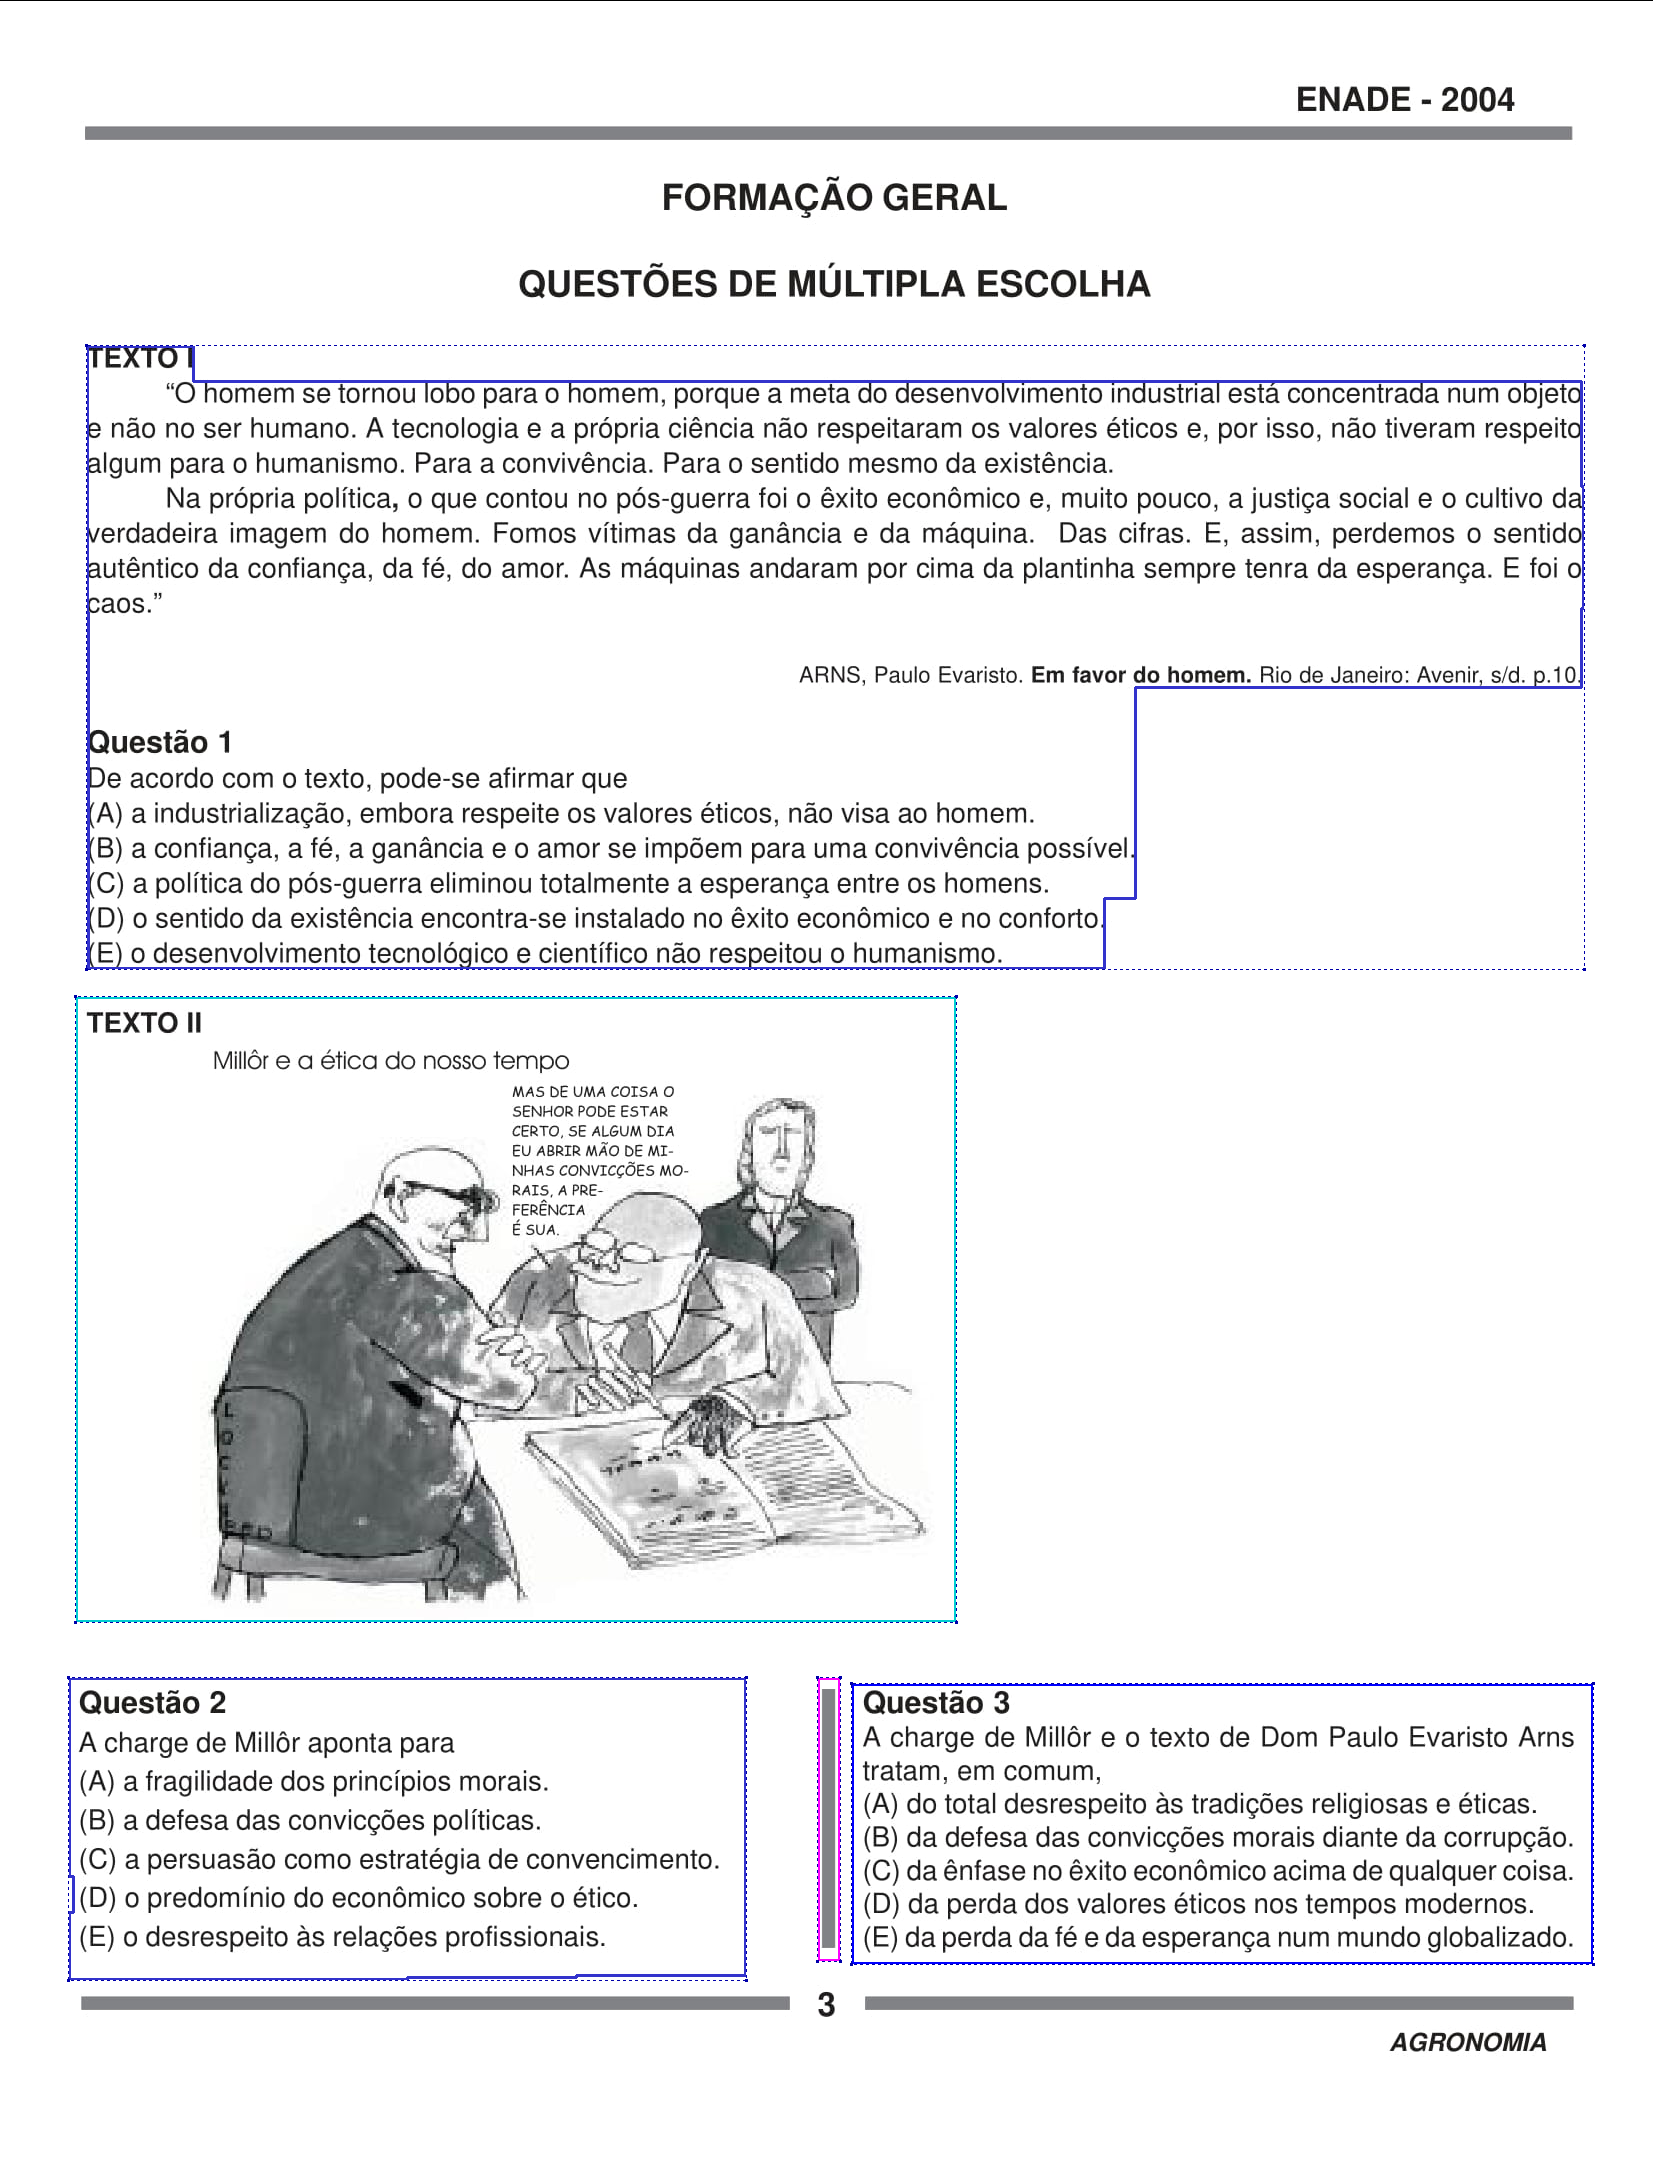 ENADE - 2004
FORMAÇÃO GERAL
QUESTÕES DE MÚLTIPLA ESCOLHA
TEXTO I
“O homem se tornou lobo para o homem, porque a meta do desenvolvimento industrial está concentrada num objeto
e não no ser humano. A tecnologia e a própria ciência não respeitaram os valores éticos e, por isso, não tiveram respeito
algum para o humanismo. Para a convivência. Para o sentido mesmo da existência.
Na própria política, o que contou no pós-guerra foi o êxito econômico e, muito pouco, a justiça social e o cultivo da
verdadeira imagem do homem. Fomos vítimas da ganância e da máquina. Das cifras. E, assim, perdemos o sentido
autêntico da confiança, da fé, do amor. As máquinas andaram por cima da plantinha sempre tenra da esperança. E foi o
caos.”
ARNS, Paulo Evaristo. Em favor do homem. Rio de Janeiro: Avenir, s/d. p.10.
Questão 1
De acordo com o texto, pode-se afirmar que
(A) a industrialização, embora respeite os valores éticos, não visa ao homem.
(B) a confiança, a fé, a ganância e o amor se impõem para uma convivência possível.
(C) a política do pós-guerra eliminou totalmente a esperança entre os homens.
(D) o sentido da existência encontra-se instalado no êxito econômico e no conforto.
(E) o desenvolvimento tecnológico e científico não respeitou o humanismo.
TEXTO II
Millôr e a ética do nosso tempo
MAS DE UMA COISA O
SENHOR PODE ESTAR
CERTO, SE ALGUM DIA
EU ABRIR MÃO DE MI-
NHAS CONVICÇÕES MO-
RAIS, A PRE-
FERÊNCIA
É SUA.
Questão 2
A charge de Millôr aponta para
(A) a fragilidade dos princípios morais.
(B) a defesa das convicções políticas.
(C) a persuasão como estratégia de convencimento.
(D) o predomínio do econômico sobre o ético.
(E) o desrespeito às relações profissionais.
Questão 3
A charge de Millôr e o texto de Dom Paulo Evaristo Arns
tratam, em comum,
(A) do total desrespeito às tradições religiosas e éticas.
(B) da defesa das convicções morais diante da corrupção.
(C) da ênfase no êxito econômico acima de qualquer coisa.
(D) da perda dos valores éticos nos tempos modernos.
(E) da perda da fé e da esperança num mundo globalizado.
3
AGRONOMIA